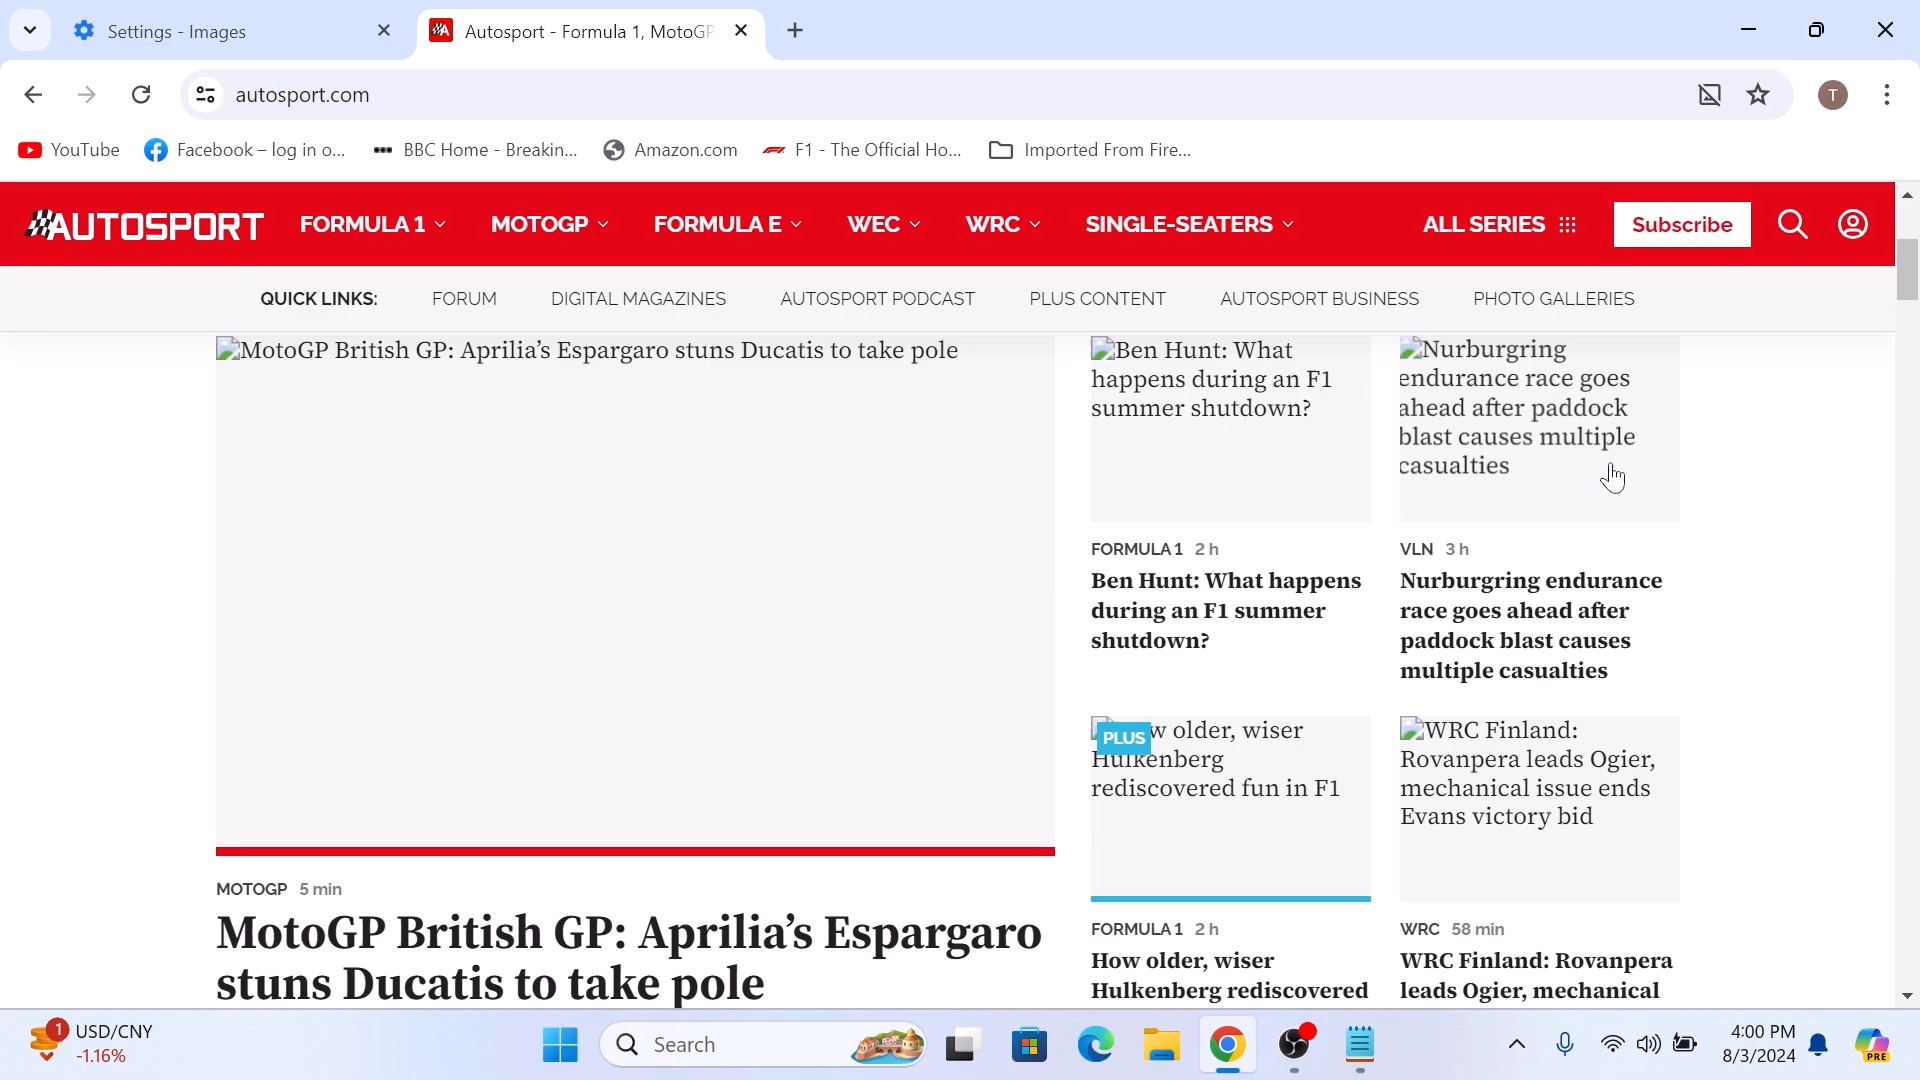 Settings - Images
Autosport - Formula 1, MotoGP
autosport.com
T
YouTube
Facebook – log in o...
BBC Home - Breakin...
Amazon.com
F1 - The Official Ho...
Imported From Fire...
AUTOSPORT
FORMULA 1
MOTOGP
FORMULA E
WEC
WRC
SINGLE-SEATERS
ALL SERIES
Subscribe
QUICK LINKS:
FORUM
DIGITAL MAGAZINES
AUTOSPORT PODCAST
PLUS CONTENT
AUTOSPORT BUSINESS
PHOTO GALLERIES
MotoGP British GP: Aprilia’s Espargaro stuns Ducatis to take pole
MOTOGP 5 min
MotoGP British GP: Aprilia’s Espargaro
stuns Ducatis to take pole
Ben Hunt: What
happens during an F1
summer shutdown?
FORMULA 1 2 h
Ben Hunt: What happens
during an F1 summer
shutdown?
Nurburgring
endurance race goes
ahead after paddock
blast causes multiple
casualties
VLN 3 h
Nurburgring endurance
race goes ahead after
paddock blast causes
multiple casualties
PLUS
w older, wiser
Hulkenberg
rediscovered fun in F1
FORMULA 1 2 h
How older, wiser
Hulkenberg rediscovered
WRC Finland:
Rovanpera leads Ogier,
mechanical issue ends
Evans victory bid
WRC 58 min
WRC Finland: Rovanpera
leads Ogier, mechanical
1
USD/CNY
-1.16%
Search
4:00 PM
8/3/2024
PRE